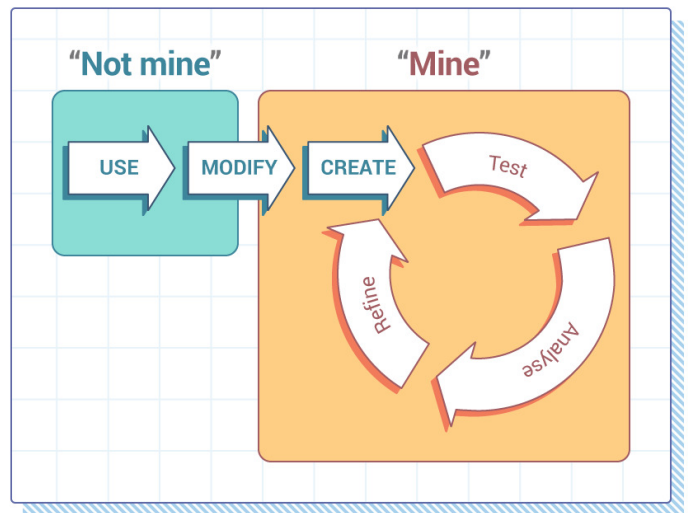 “Not mine”
“Mine”
USE
MODIFY
CREATE
Test
Analyse
Refine